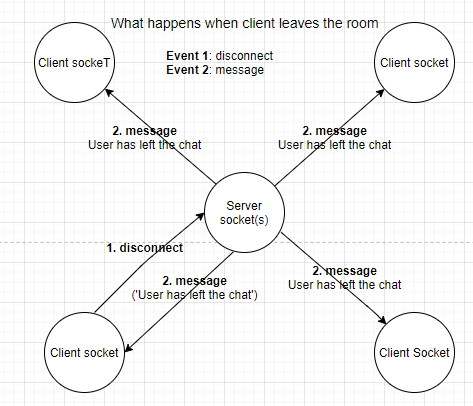 What happens when client leaves the room
Event 1: disconnect
Event 2: message
Client sockeT
Client socket
2. message
User has left the chat
2. message
User has left the chat
Server
socket(s)
1. disconnect
2. message
('User has left the chat')
2. message
User has left the chat
Client socket
Client Socket